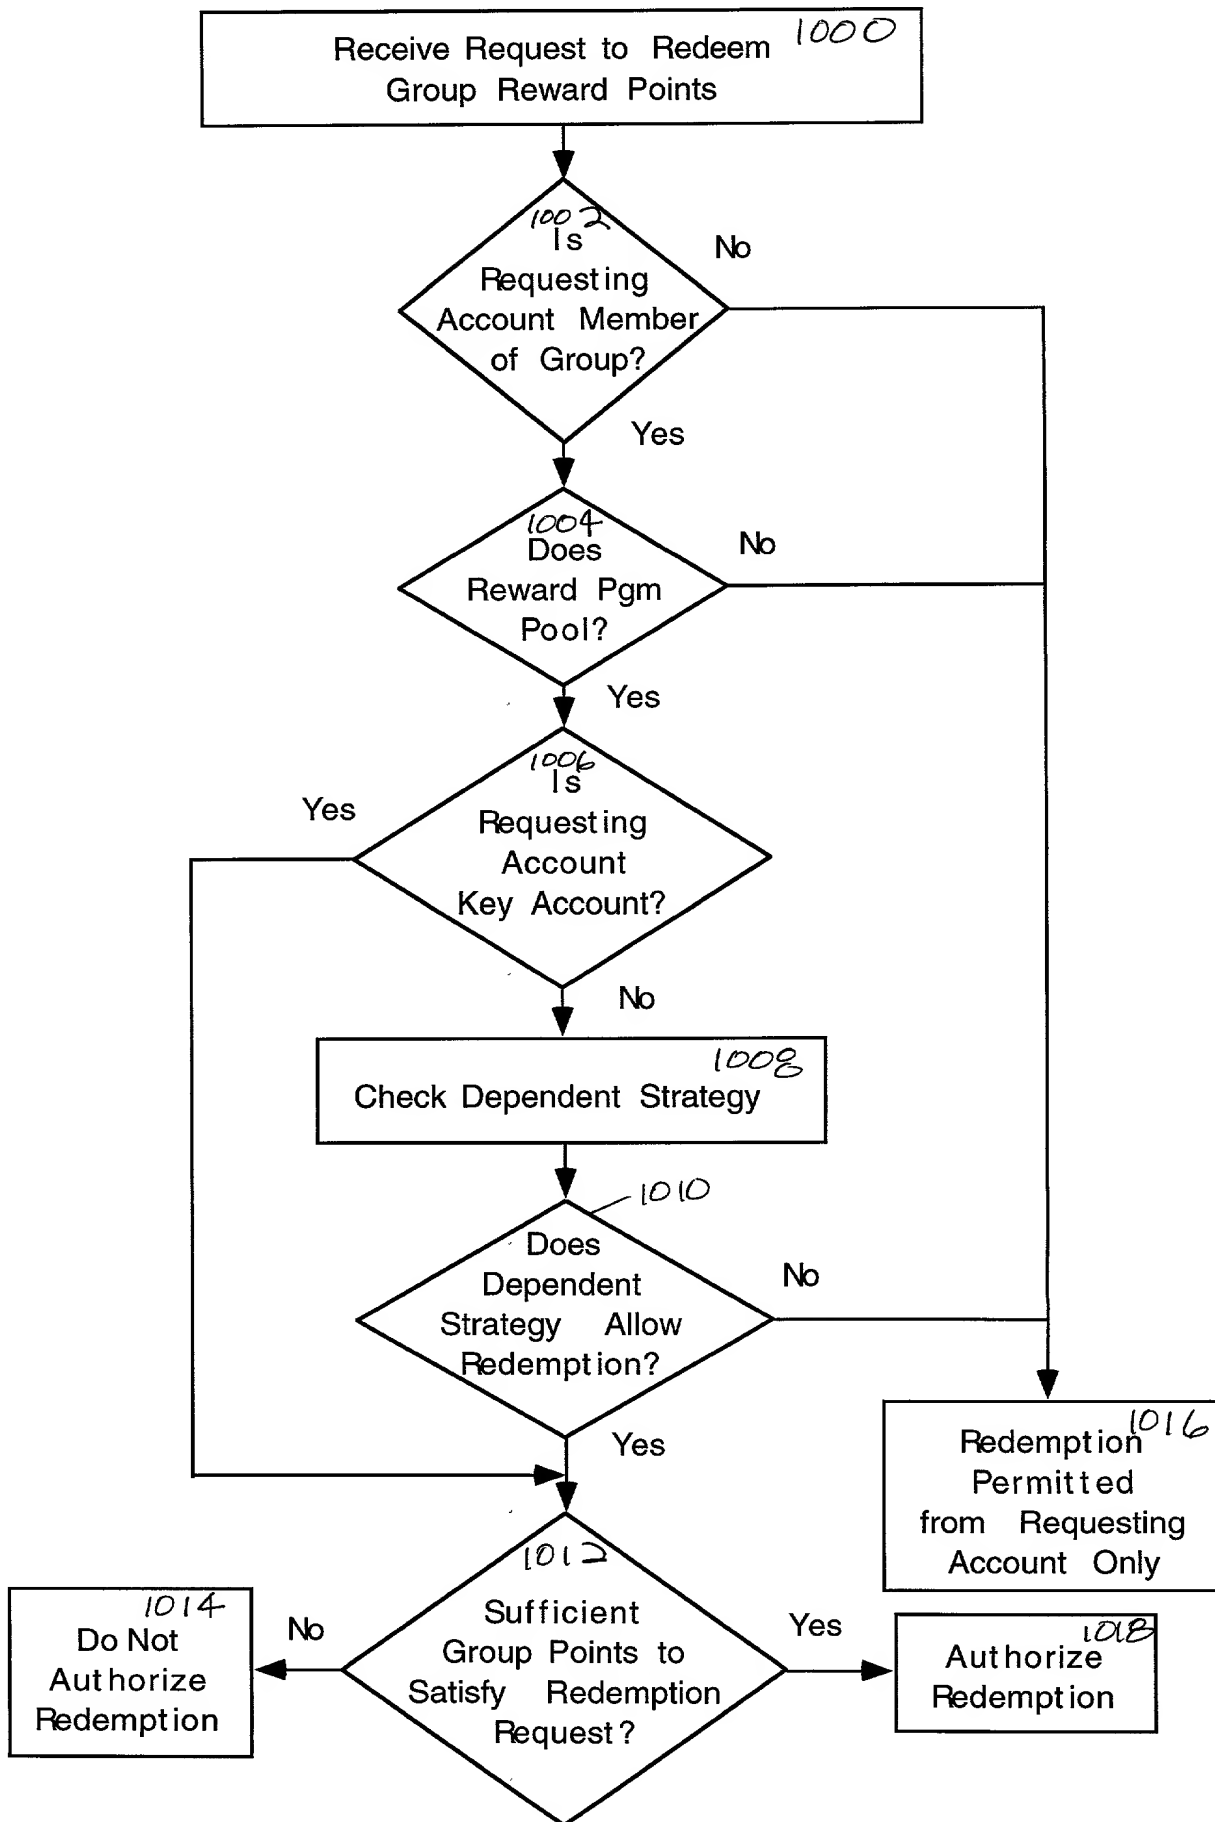 1000
Receive Request to Redeem
Group Reward Points
1002
Is
Requesting
Account Member
of Group?
No
Yes
1004
Does
Reward Pgm
Pool?
No
Yes
1006
Is
Requesting
Account
Key Account?
Yes
No
1008
Check Dependent Strategy
1010
Does
Dependent
Strategy Allow
Redemption?
No
Yes
1016
Redemption
Permitted
from Requesting
Account Only
1012
Sufficient
Group Points to
Satisfy Redemption
Request?
No
Yes
1014
Do Not
Authorize
Redemption
1018
Authorize
Redemption